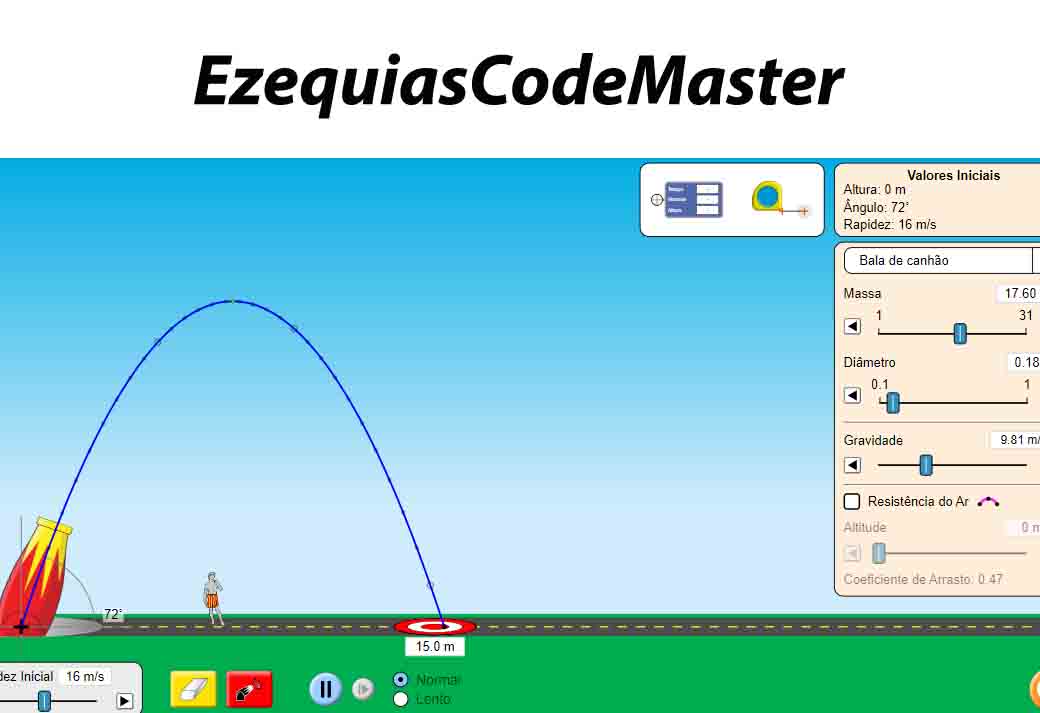 EzequiasCodeMaster
Valores Iniciais
Altura: 0 m
Ângulo: 72°
Rapidez: 16 m/s
Bala de canhão
Massa
17.60
1
31
Diâmetro
0.18
0.1
1
Gravidade
9.81 m/
Resistência do Ar
Altitude
0 m
Coeficiente de Arrasto: 0.47
72°
15.0 m
dez Inicial
16 m/s
Normal
Lento